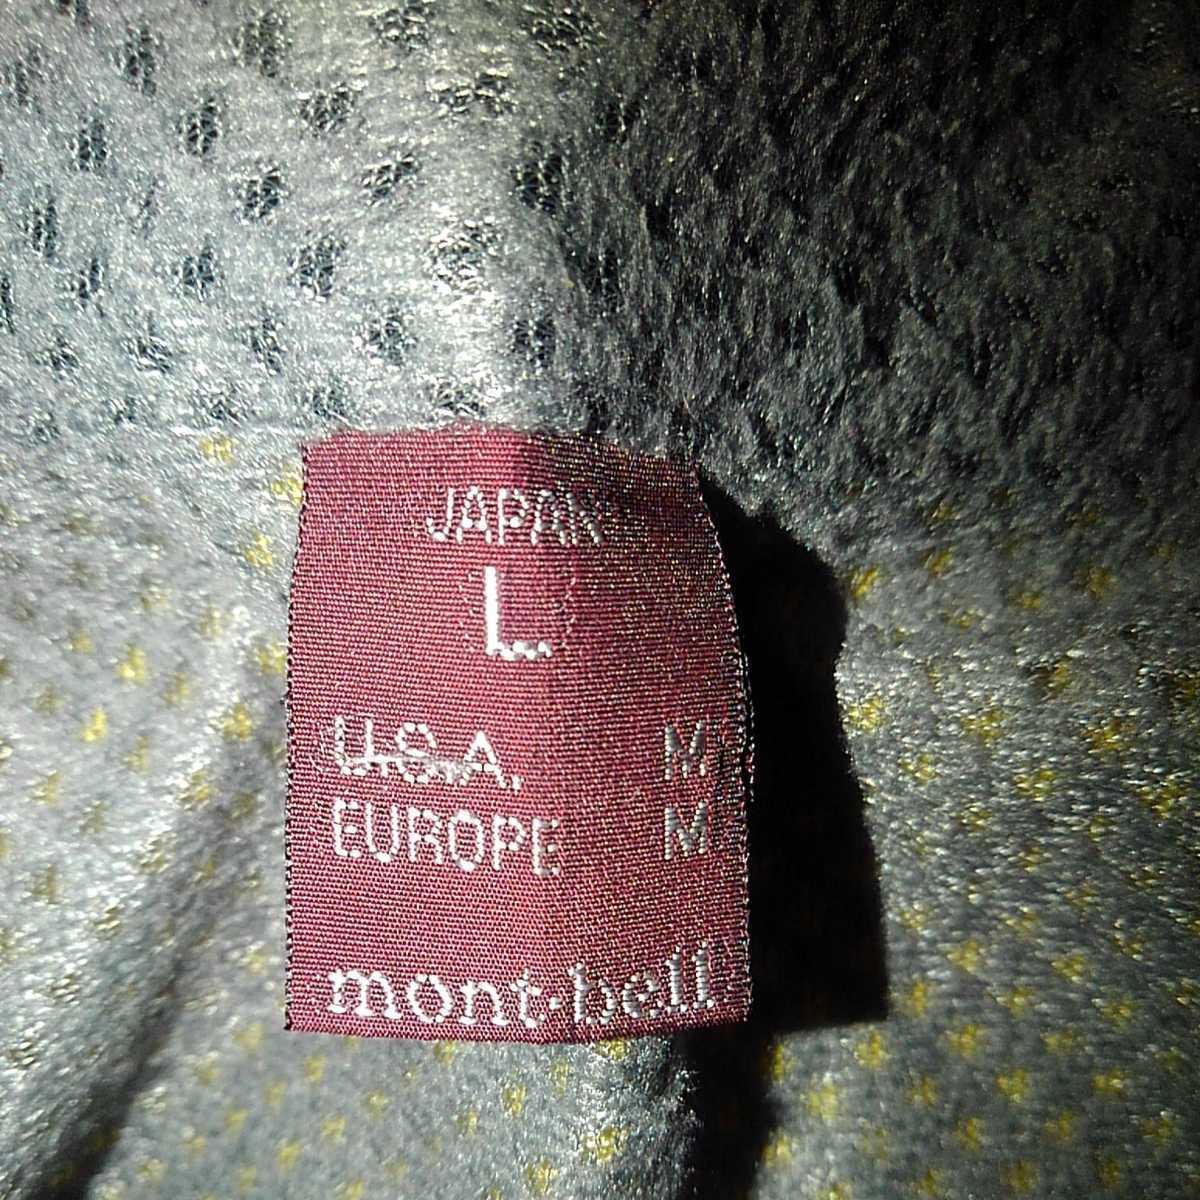 JAPAN
L
U.S.A. M
EUROPE M
mont·bell